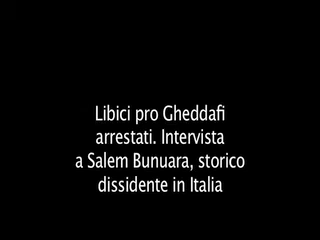 Libici pro Gheddafi
arrestati. Intervista
a Salem Bunuara, storico
dissidente in Italia